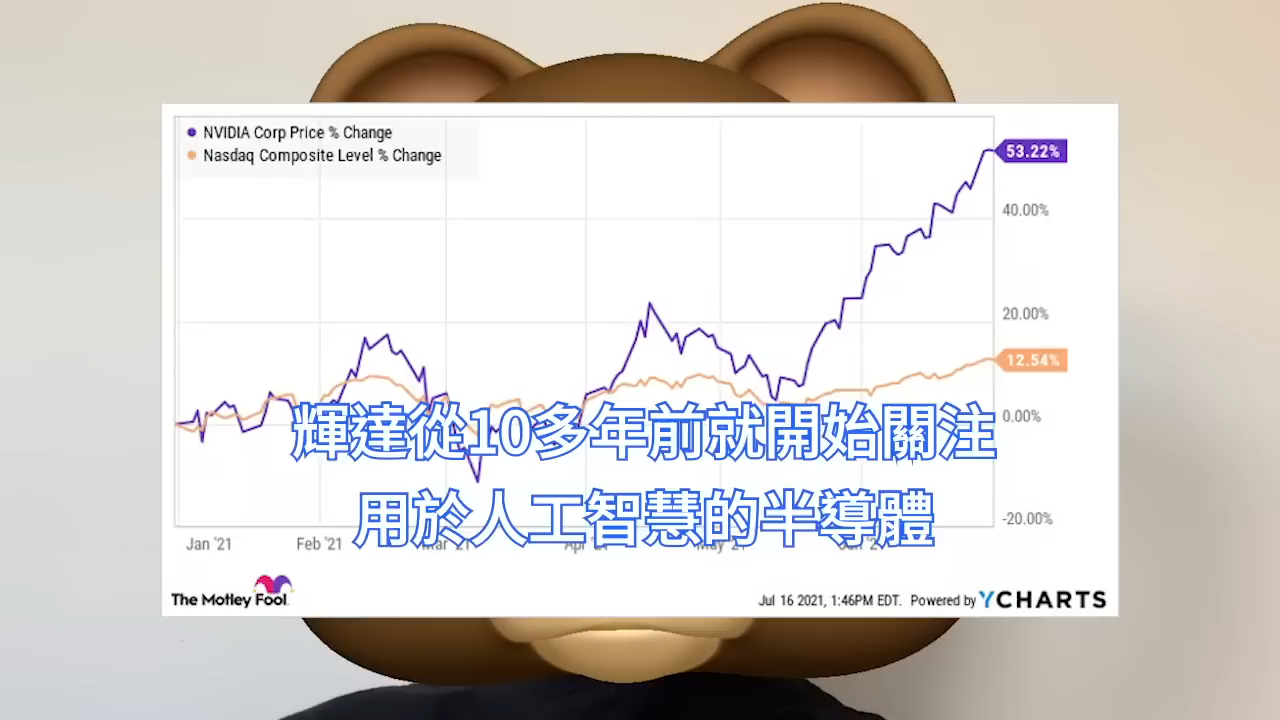 NVIDIA Corp Price % Change
Nasdaq Composite Level % Change
53.22%
40.00%
20.00%
12.54%
0.00%
-20.00%
輝達從10多年前就開始關注
用於人工智慧的半導體
Jan '21
Feb '21
Mar '21
Apr '21
May '21
The Motley Fool.
Jul 16 2021, 1:46PM EDT. Powered by YCHARTS